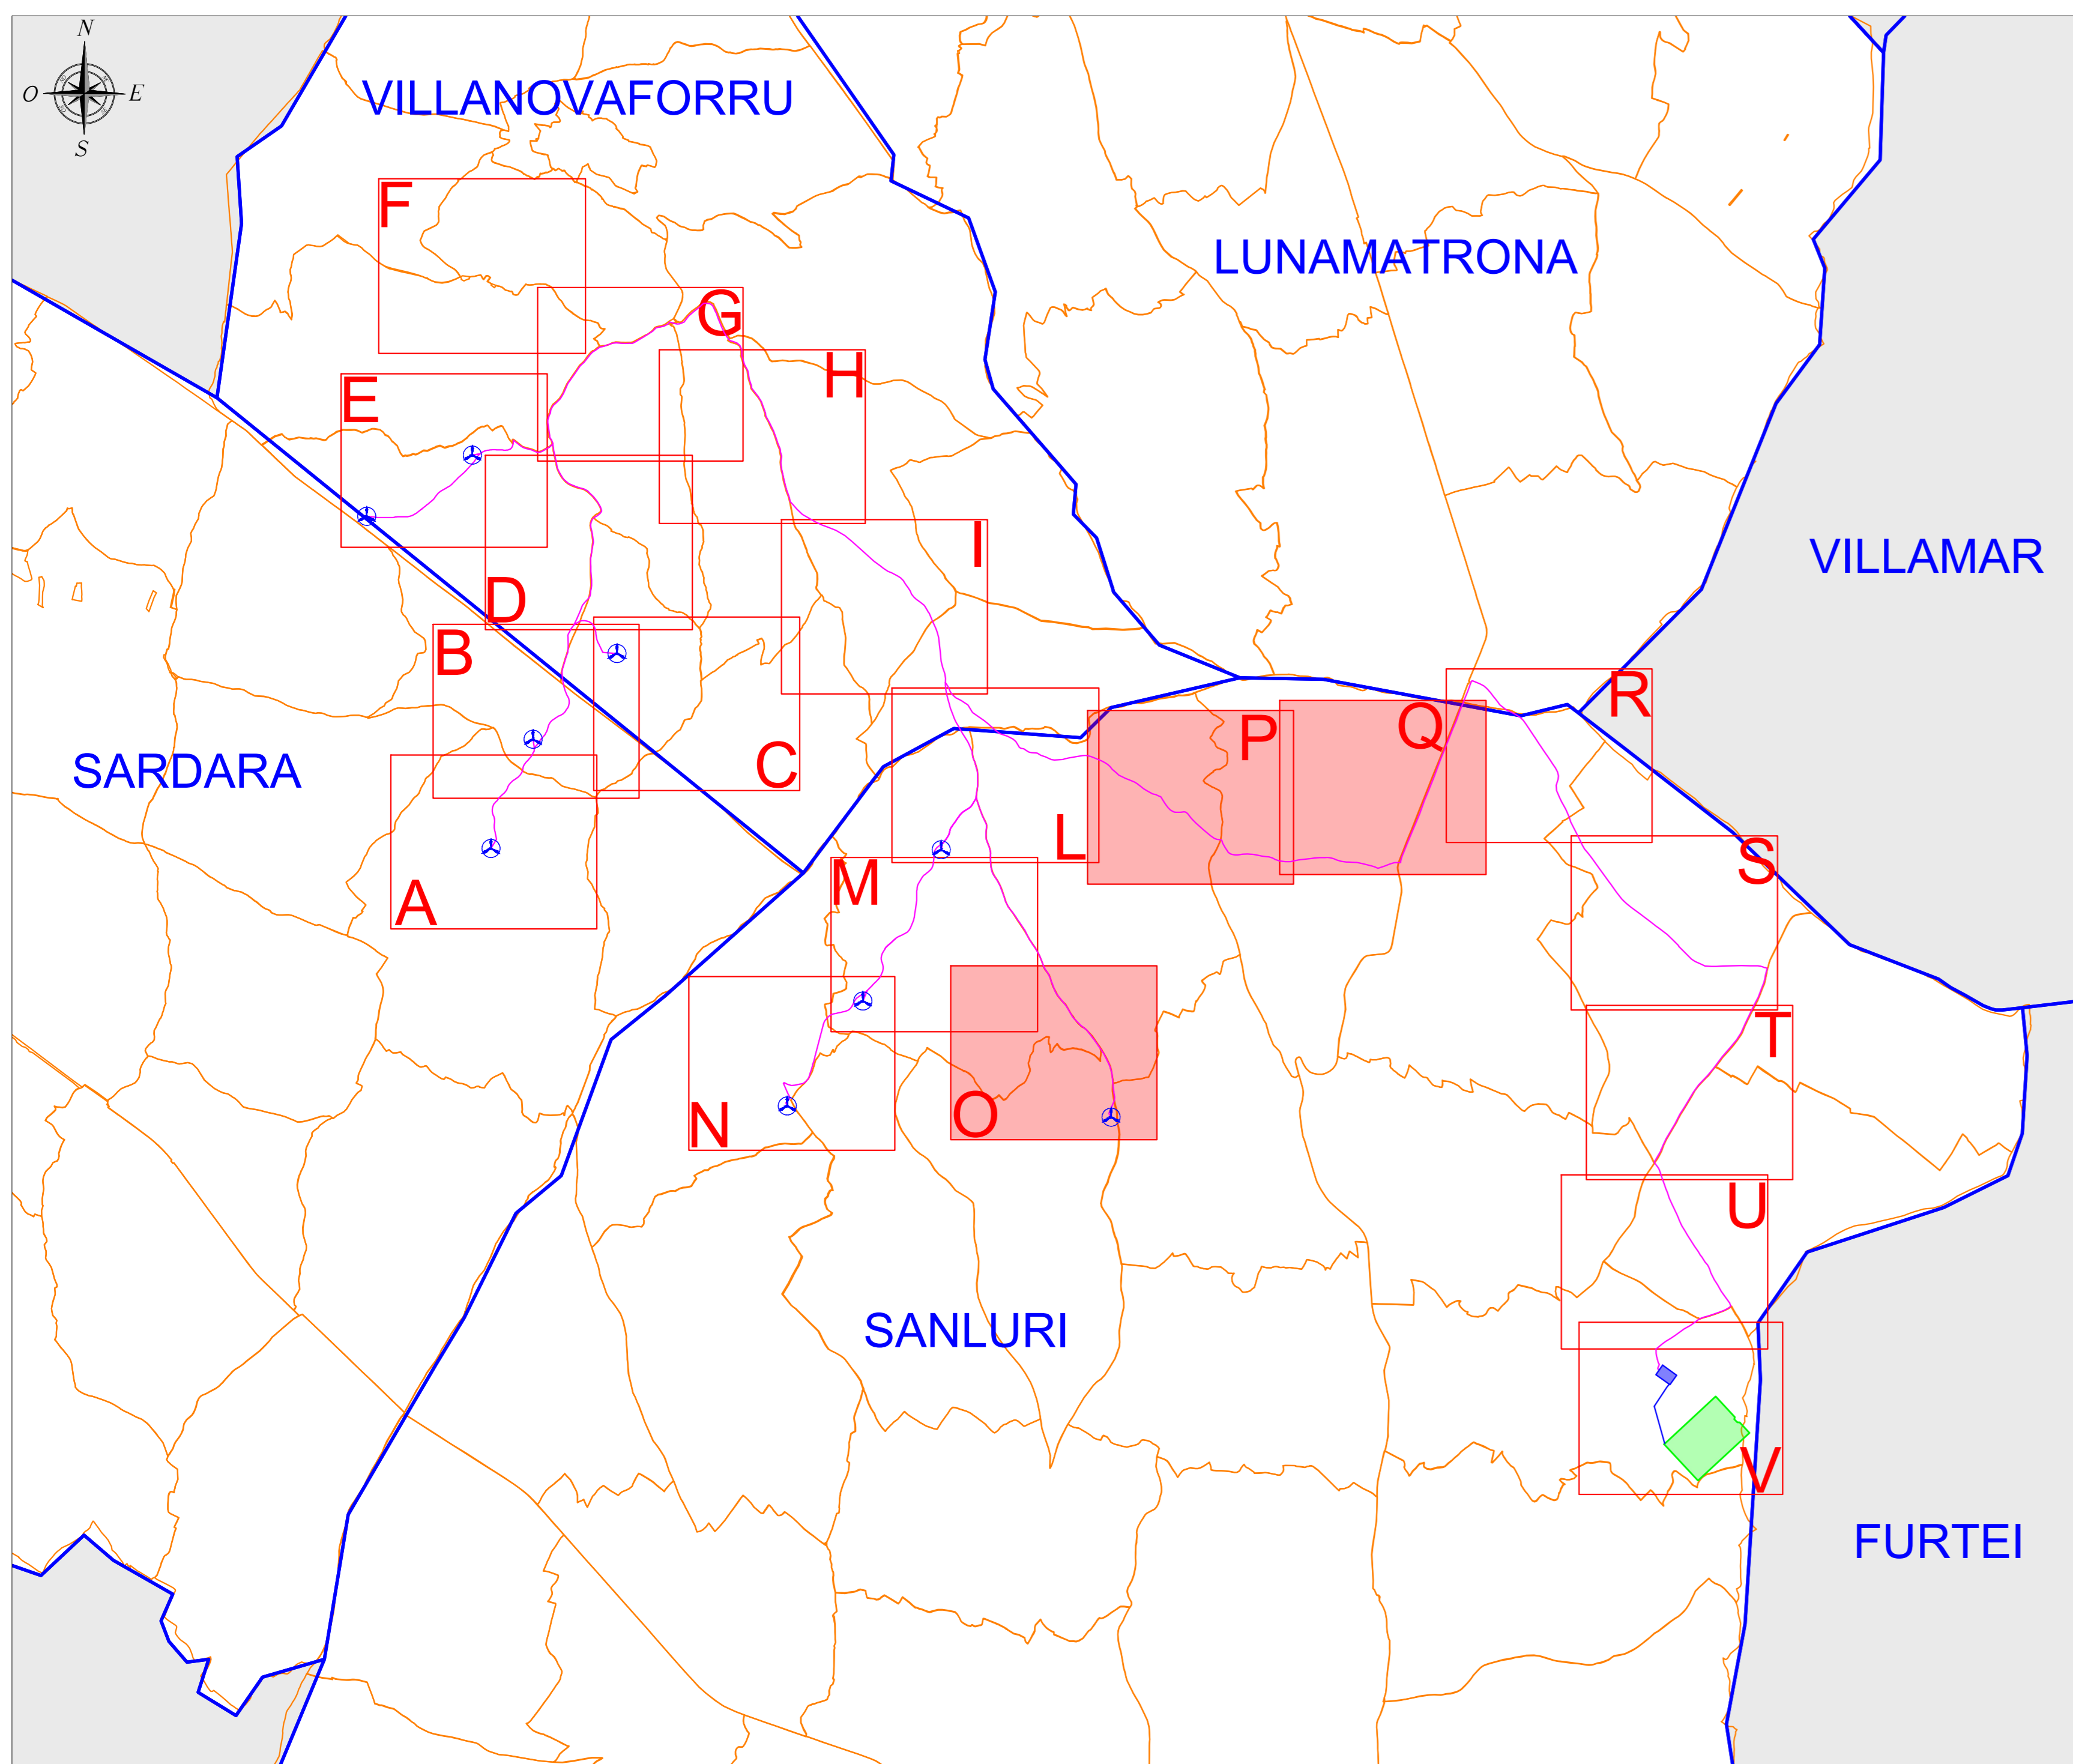 N
O
E
S
VILLANOVAFORRU
F
LUNAMATRONA
G
H
E
I
VILLAMAR
D
B
R
P
Q
SARDARA
C
L
S
M
A
T
O
N
U
SANLURI
V
FURTEI